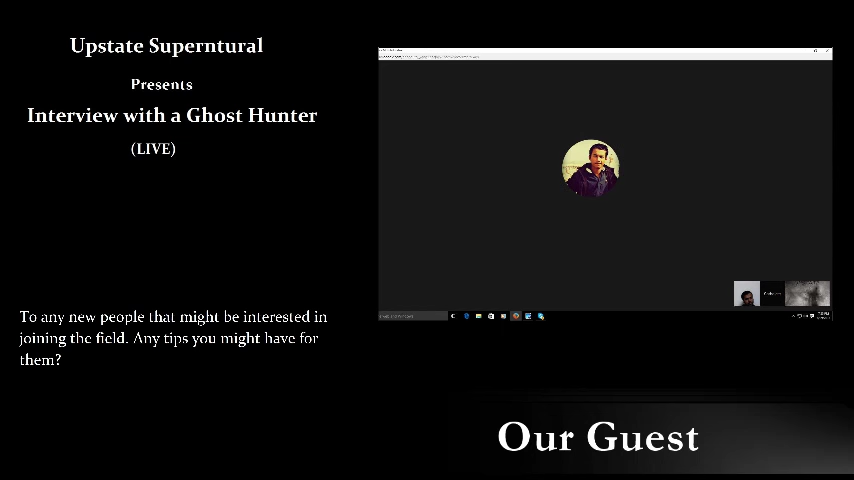 Upstate Superntural
Presents
Interview with a Ghost Hunter
(LIVE)
To any new people that might be interested in
joining the field. Any tips you might have for
them?
Our Guest